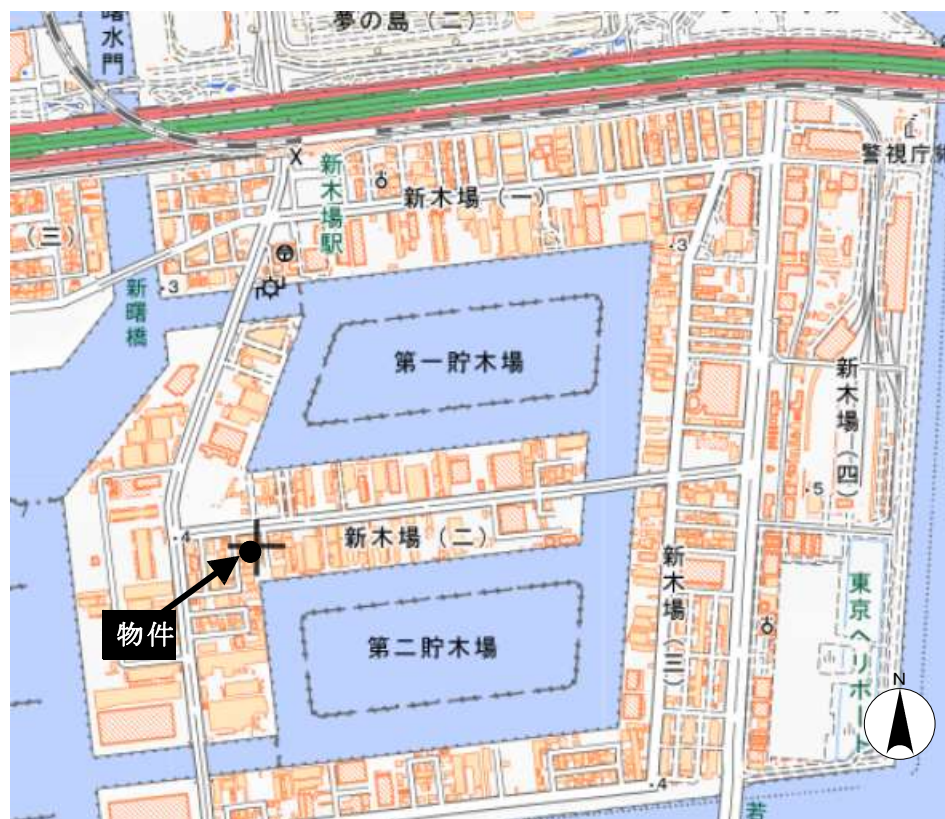 夢の島（二）
曙水門
警視庁
新木場駅
新木場（一）
（三）
・3
・3
新曙橋
第一貯木場
新木場（四）
・5
・4
新木場（二）
新木場（三）
東京ヘリポート
物件
第二貯木場
N
・4
若